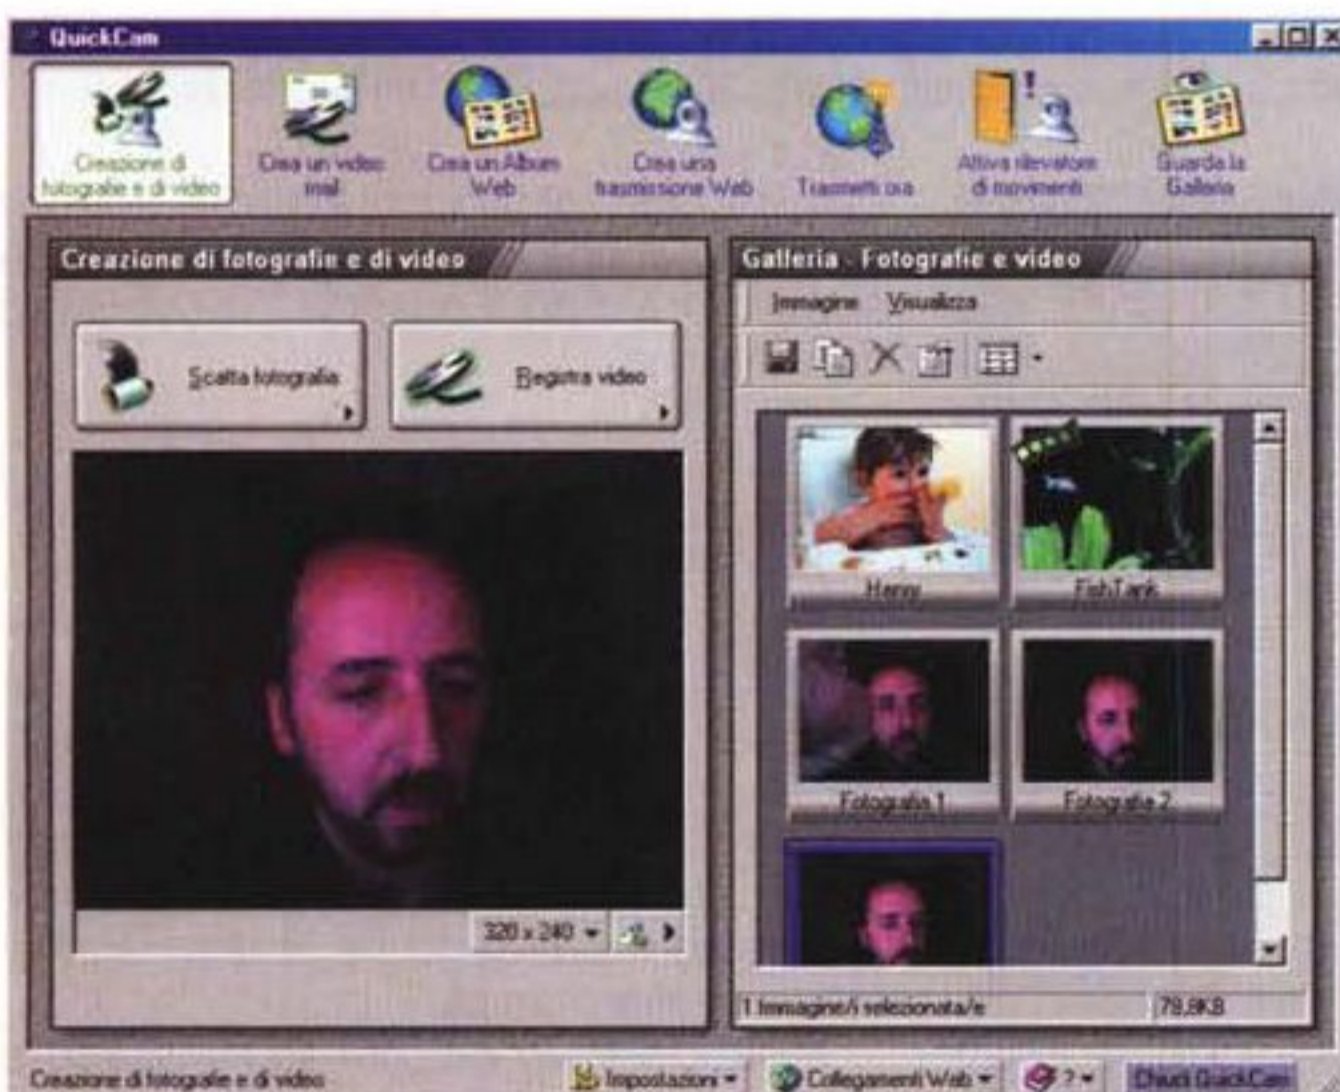 QuickCam
Creazione di
fotografie e di video
Crea un video
mail
Crea un Album
Web
Crea una
trasmissione Web
Trasmetti ora
Attiva rilevatore
di movimenti
Guarda la
Galleria
Creazione di fotografie e di video
Scatta fotografia
Registra video
320 x 240
Galleria - Fotografie e video
Immagine Visualizza
Henry
FishTank
Fotografia 1
Fotografia 2
1 Immagine/i selezionata/e
78,8KB
Creazione di fotografie e di video
Impostazioni
Collegamenti Web
?
Chiudi QuickCam